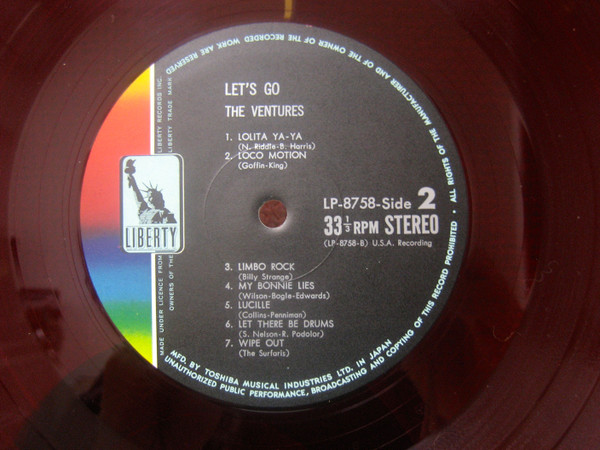 LET'S GO
THE VENTURES
1. LOLITA YA-YA
(N. Riddle-B. Harris)
2. LOCO MOTION
(Goffin-King)
LP-8758-Side 2
33 1/3 RPM STEREO
(LP-8758-B) U.S.A. Recording
3. LIMBO ROCK
(Billy Strange)
4. MY BONNIE LIES
(Wilson-Bogle-Edwards)
5. LUCILLE
(Collins-Penniman)
6. LET THERE BE DRUMS
(S. Nelson-R. Podolor)
7. WIPE OUT
(The Surfaris)
LIBERTY
MADE UNDER LICENCE FROM LIBERTY RECORDS INC.
OWNERS OF THE LIBERTY TRADE MARK
MFD. BY TOSHIBA MUSICAL INDUSTRIES LTD. IN JAPAN
UNAUTHORIZED PUBLIC PERFORMANCE, BROADCASTING AND COPYING OF THIS RECORD PROHIBITED • ALL RIGHTS OF THE MANUFACTURER AND OF THE OWNER OF THE RECORDED WORK ARE RESERVED